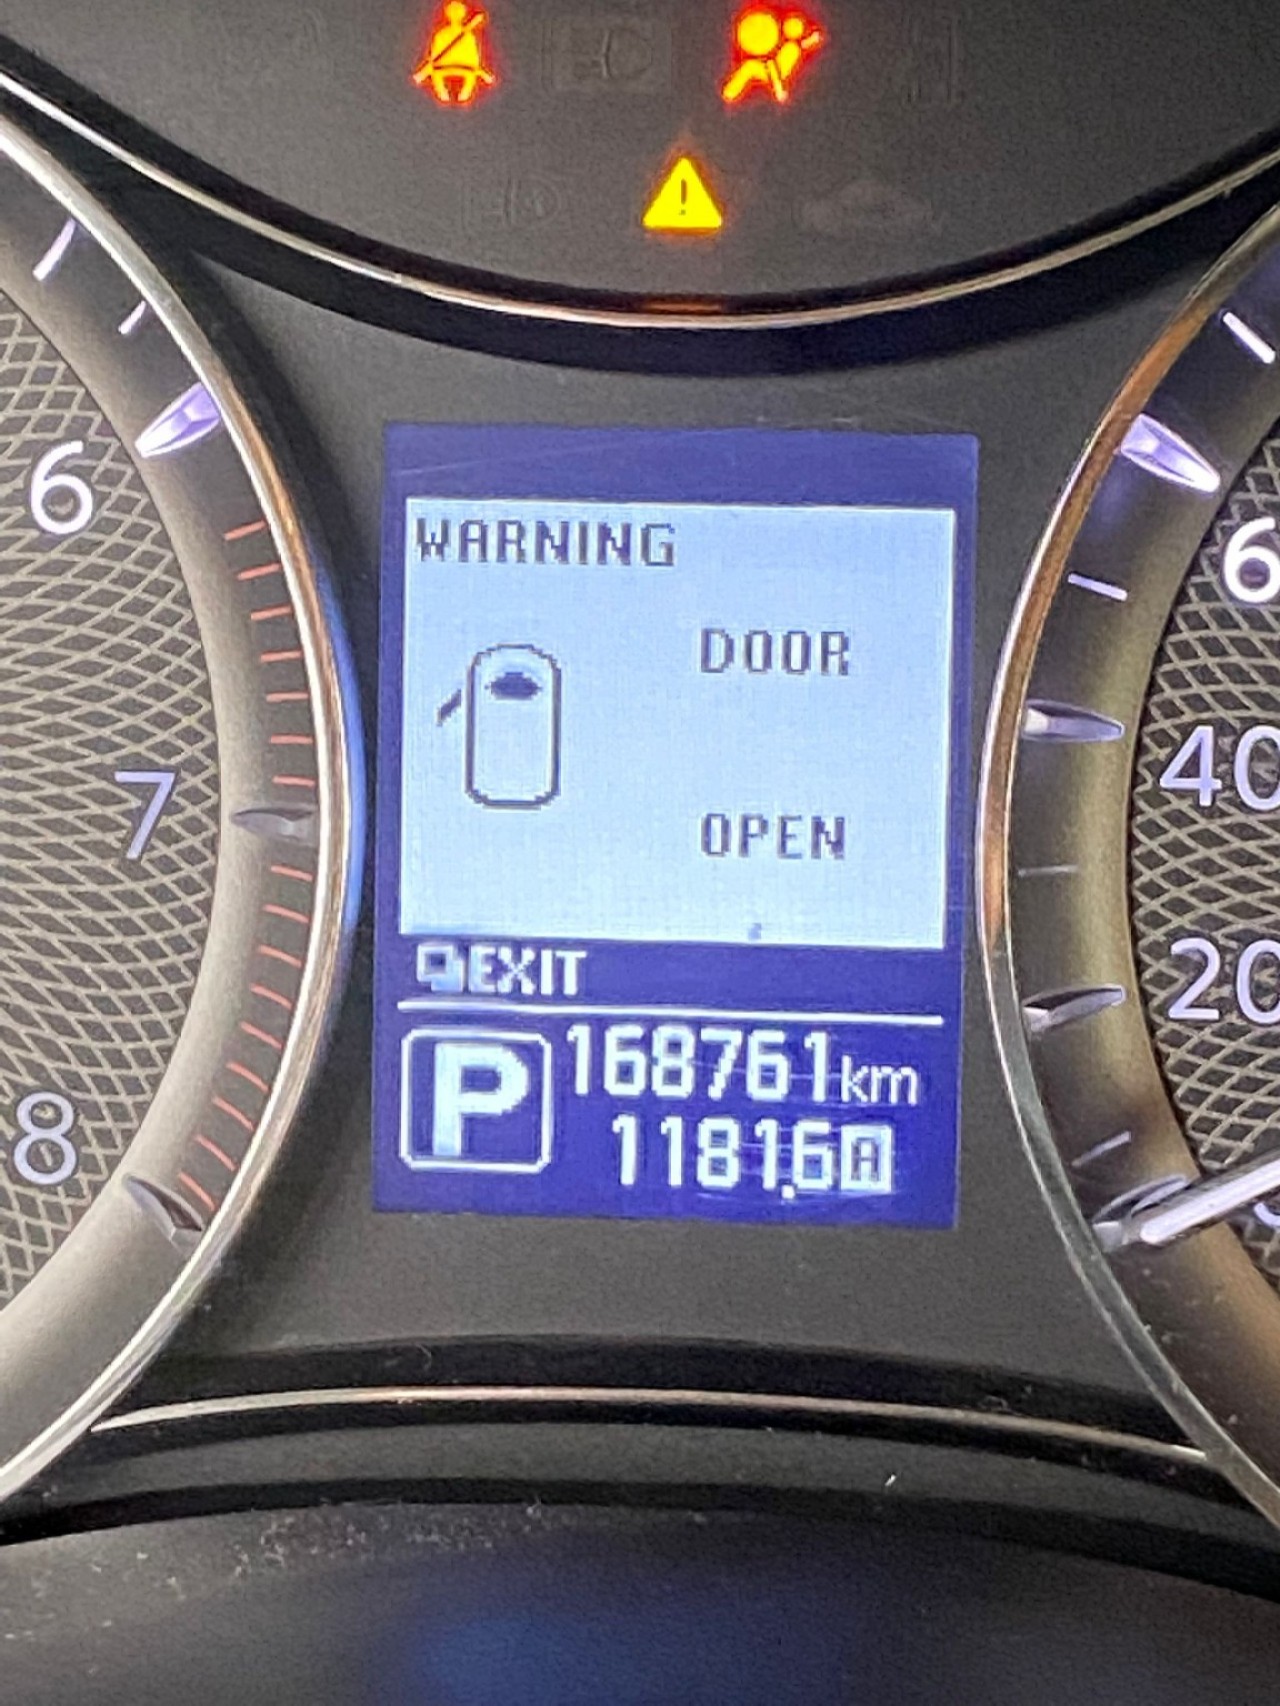 WARNING
DOOR
OPEN
EXIT
P 168761km
1181.6 A
6
7
8
6
40
20